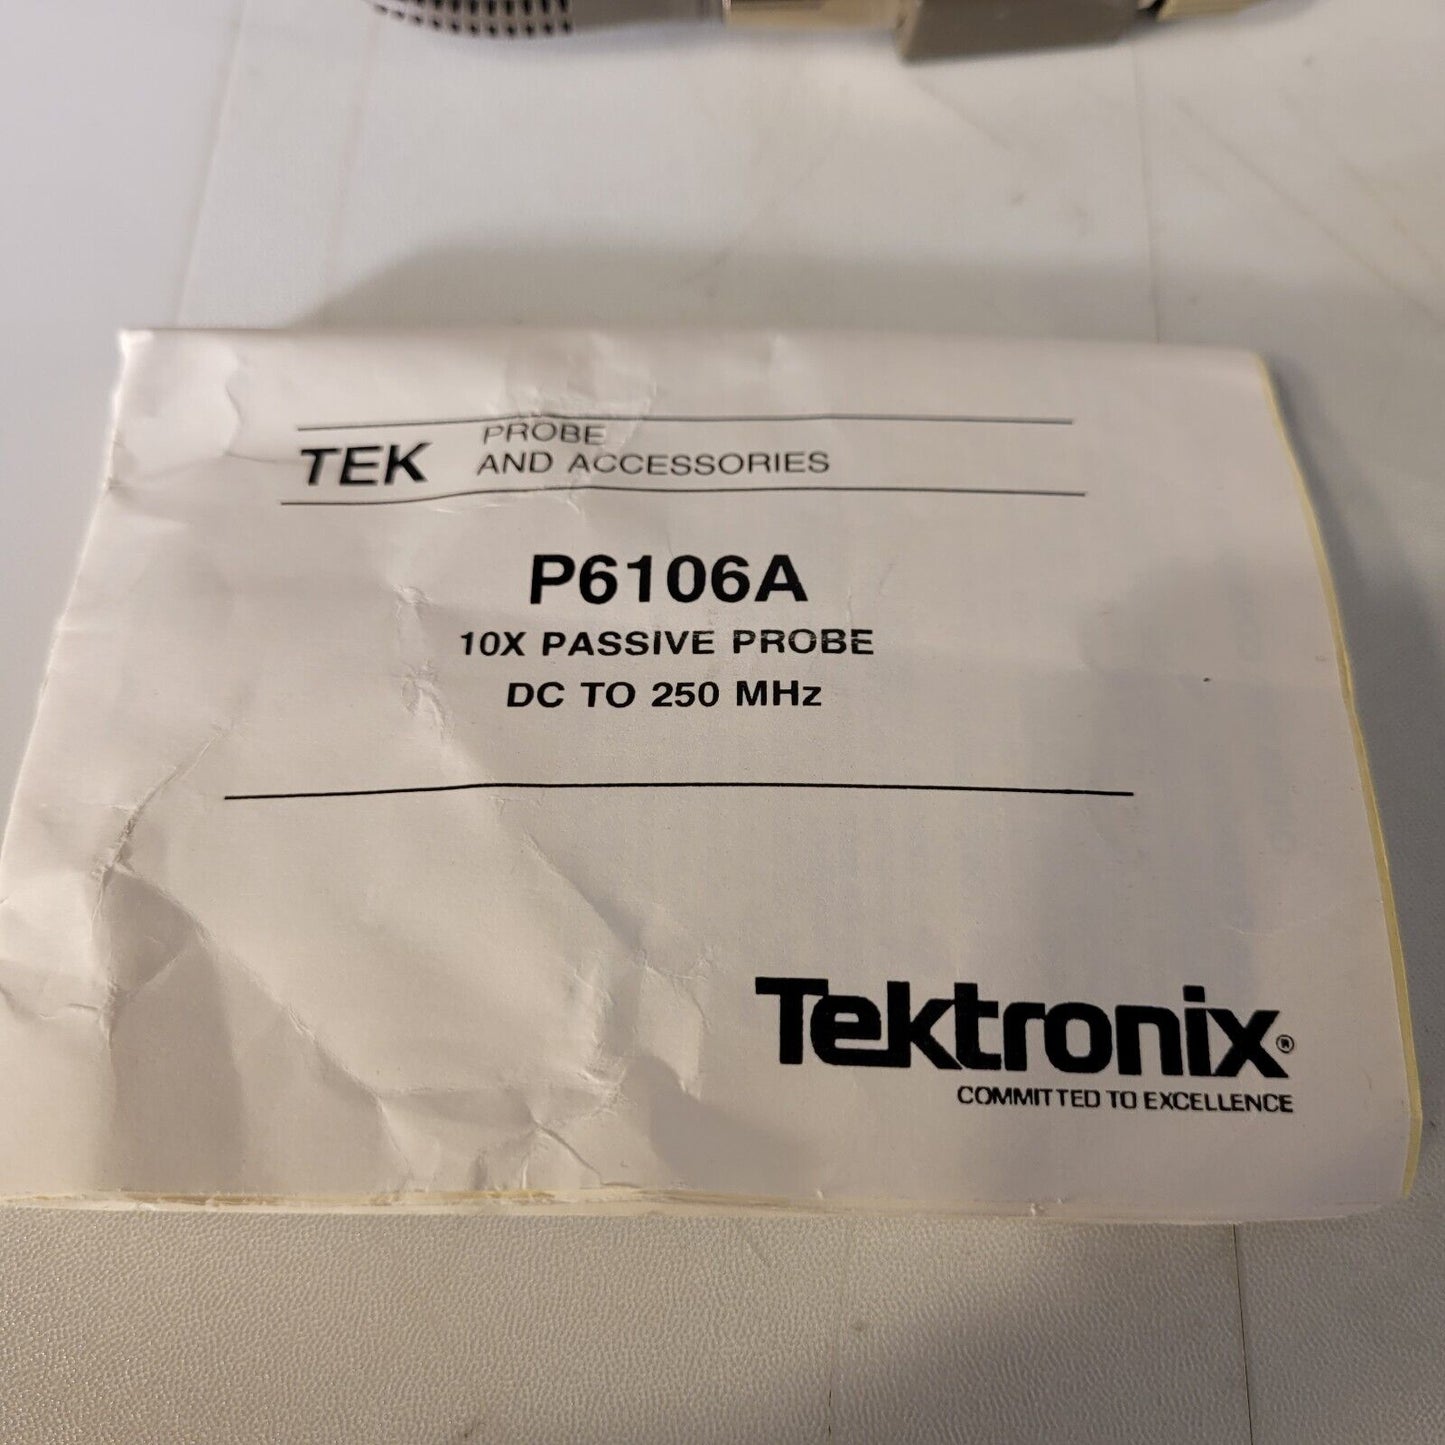 TEK
PROBE
AND ACCESSORIES
P6106A
10X PASSIVE PROBE
DC TO 250 MHz
Tektronix®
COMMITTED TO EXCELLENCE